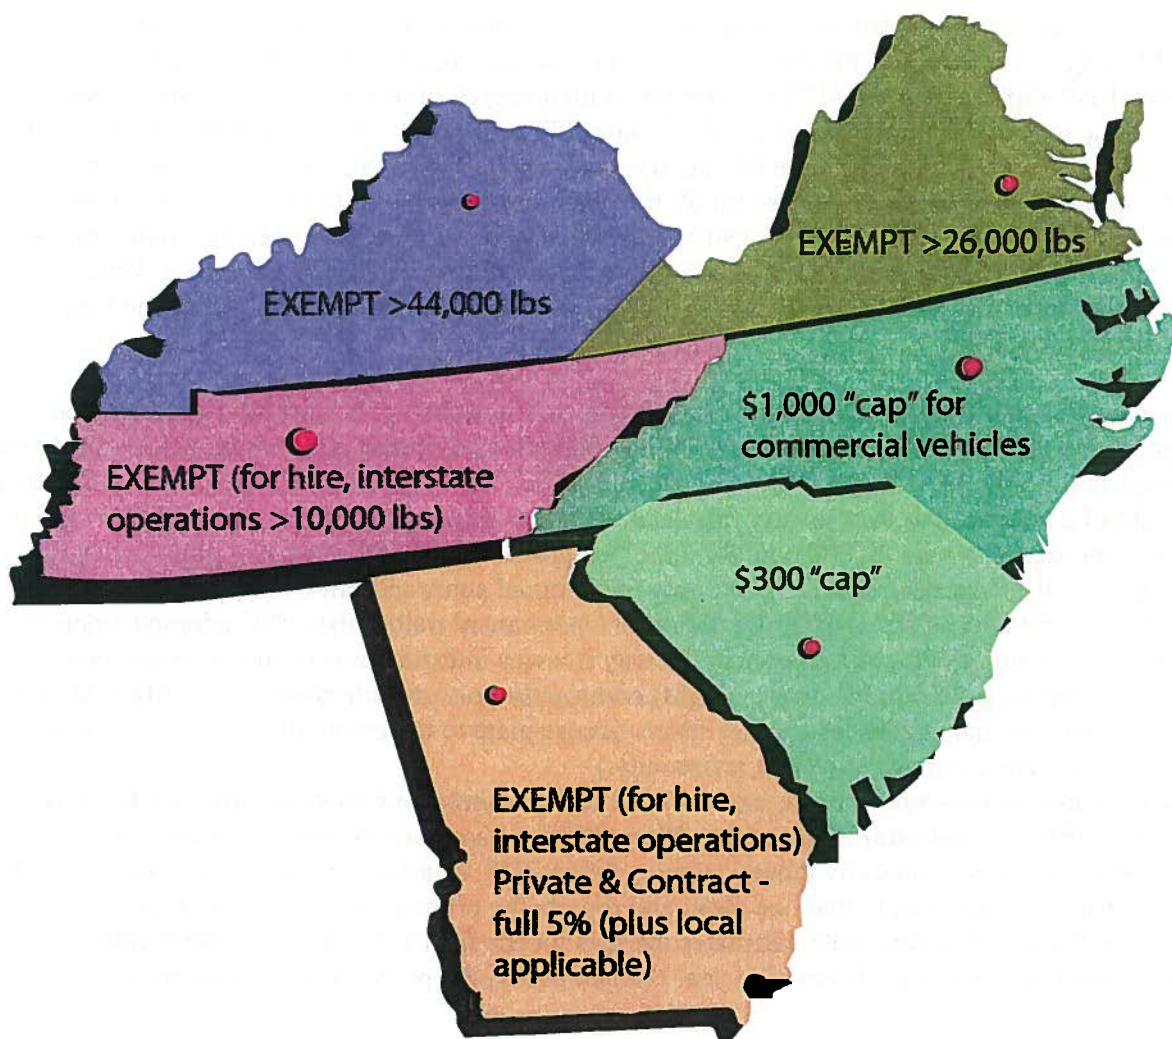 EXEMPT >26,000 lbs
EXEMPT >44,000 lbs
$1,000 “cap” for
commercial vehicles
EXEMPT (for hire, interstate
operations >10,000 lbs)
$300 “cap”
EXEMPT (for hire,
interstate operations)
Private & Contract -
full 5% (plus local
applicable)